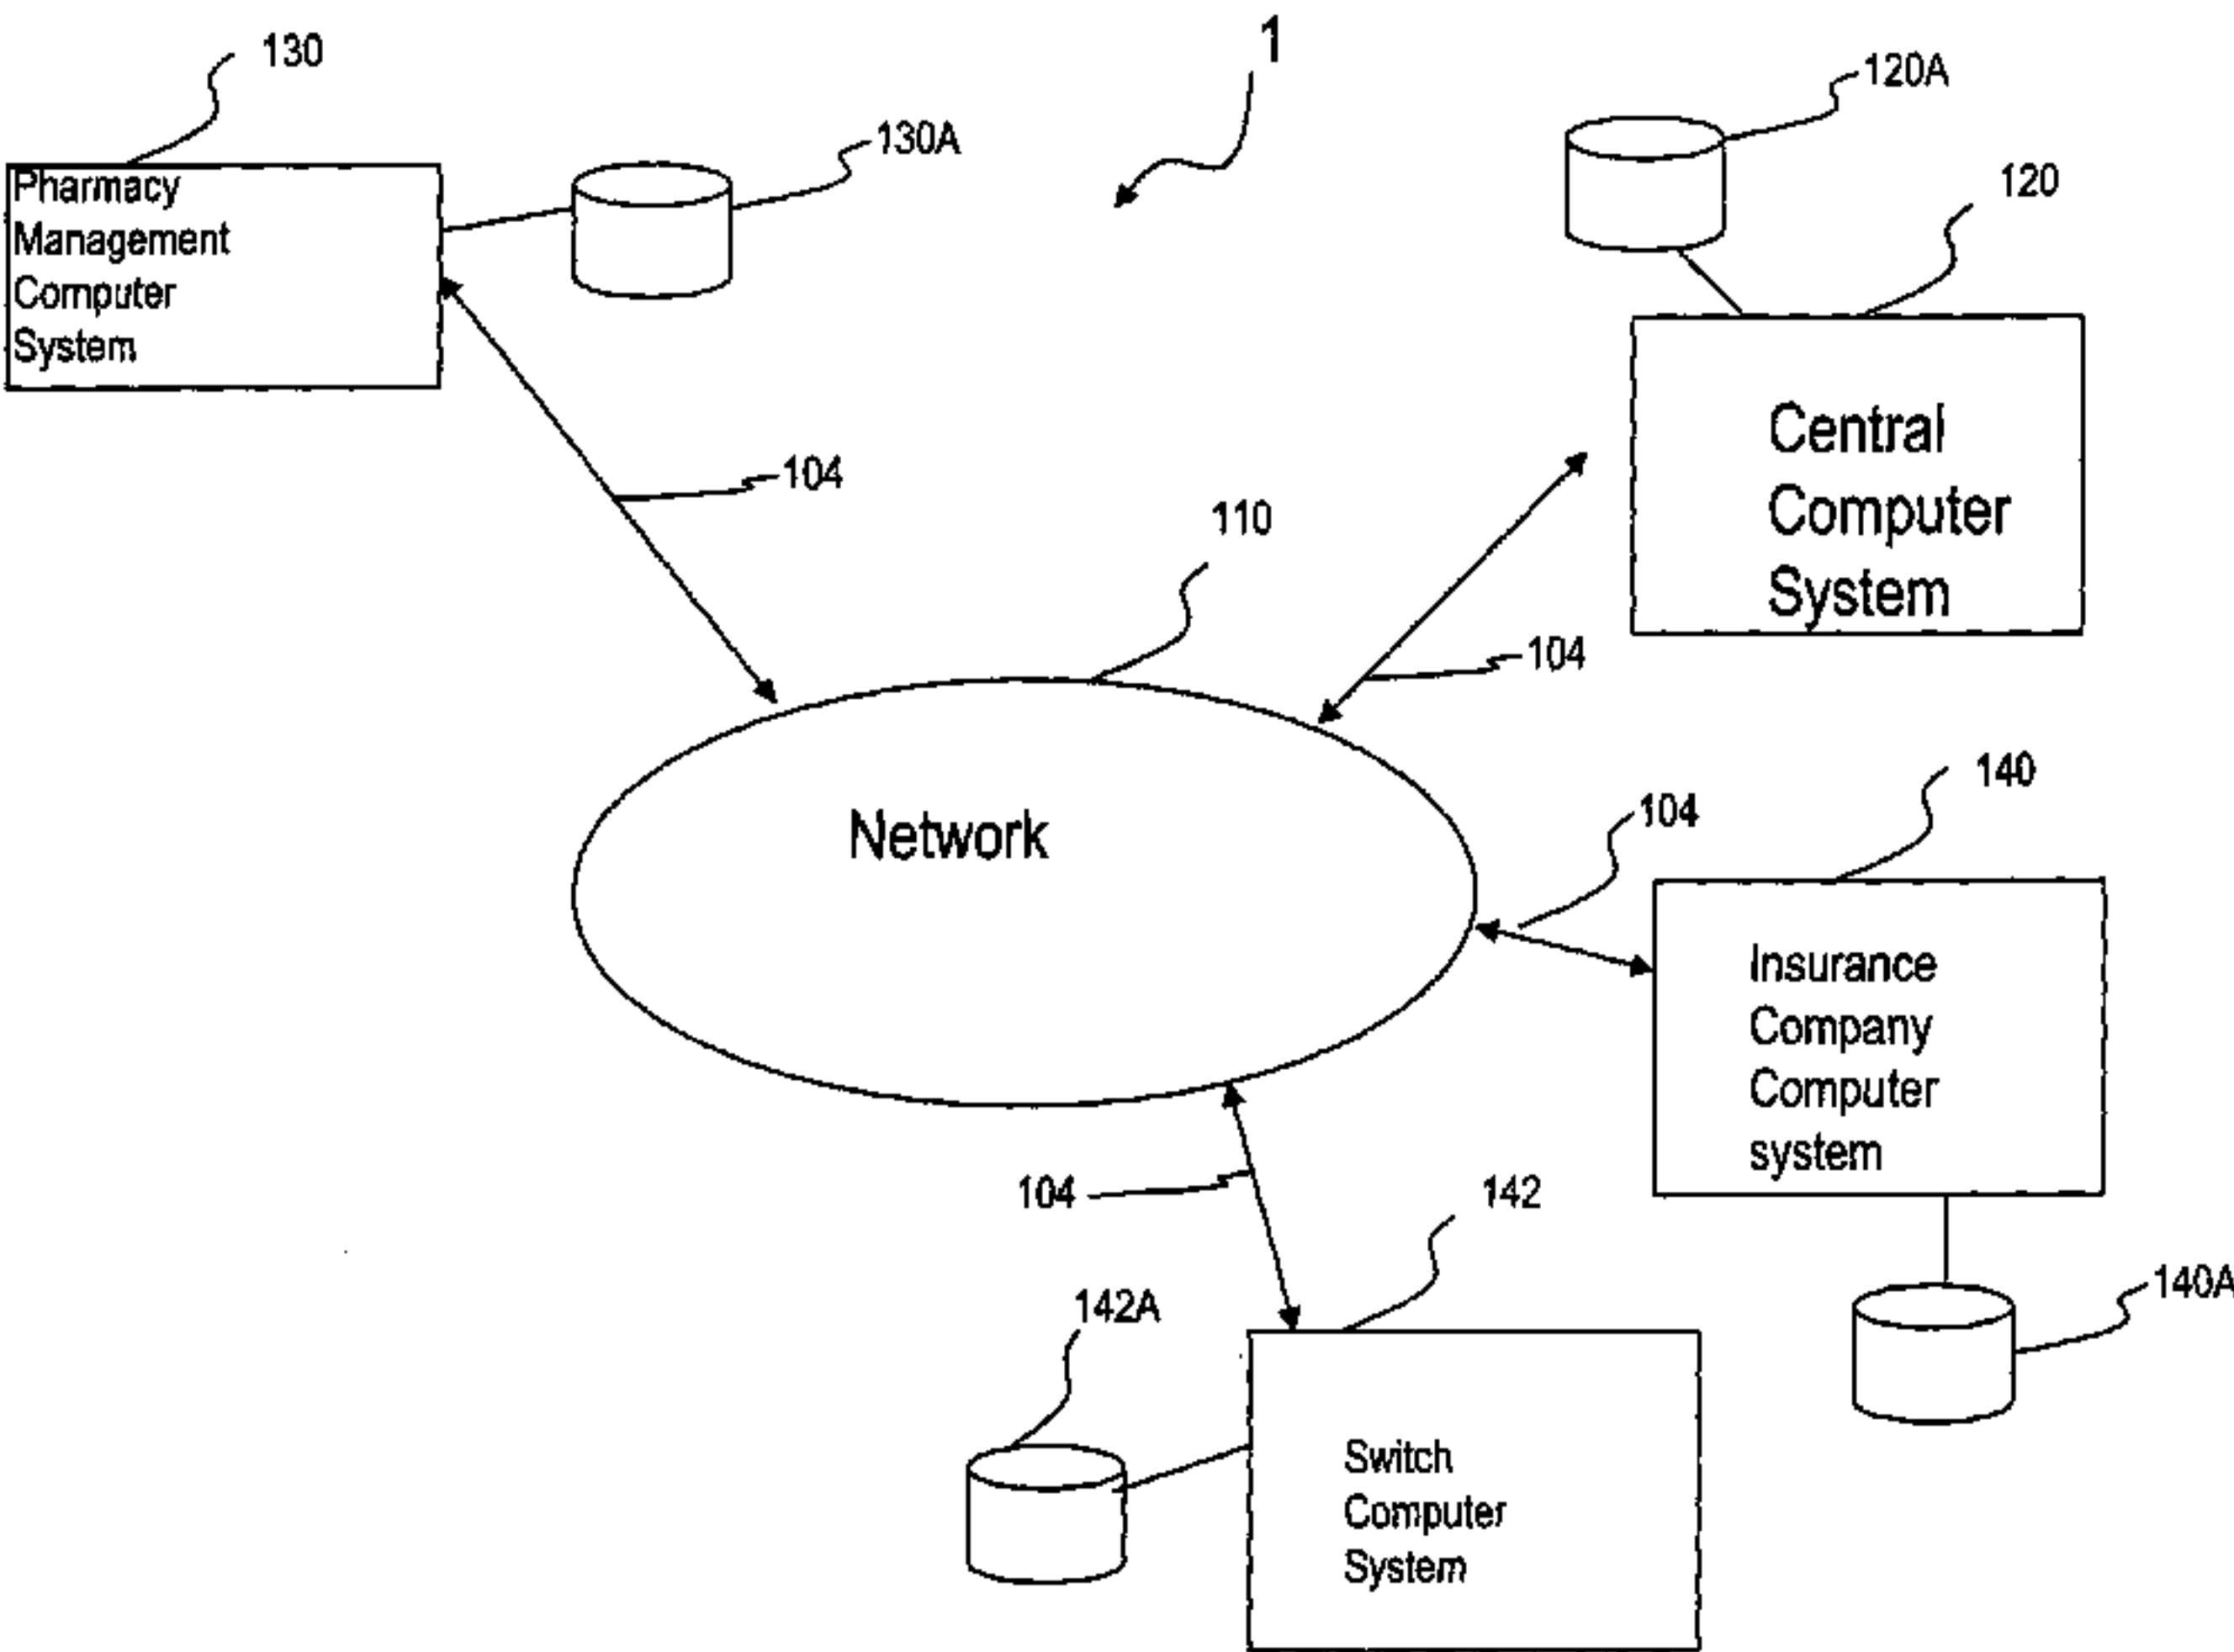 130
1
120A
130A
120
Pharmacy
Management
Computer
System
Central
Computer
System
104
110
104
140
104
Network
Insurance
Company
Computer
system
104
142
142A
140A
Switch
Computer
System